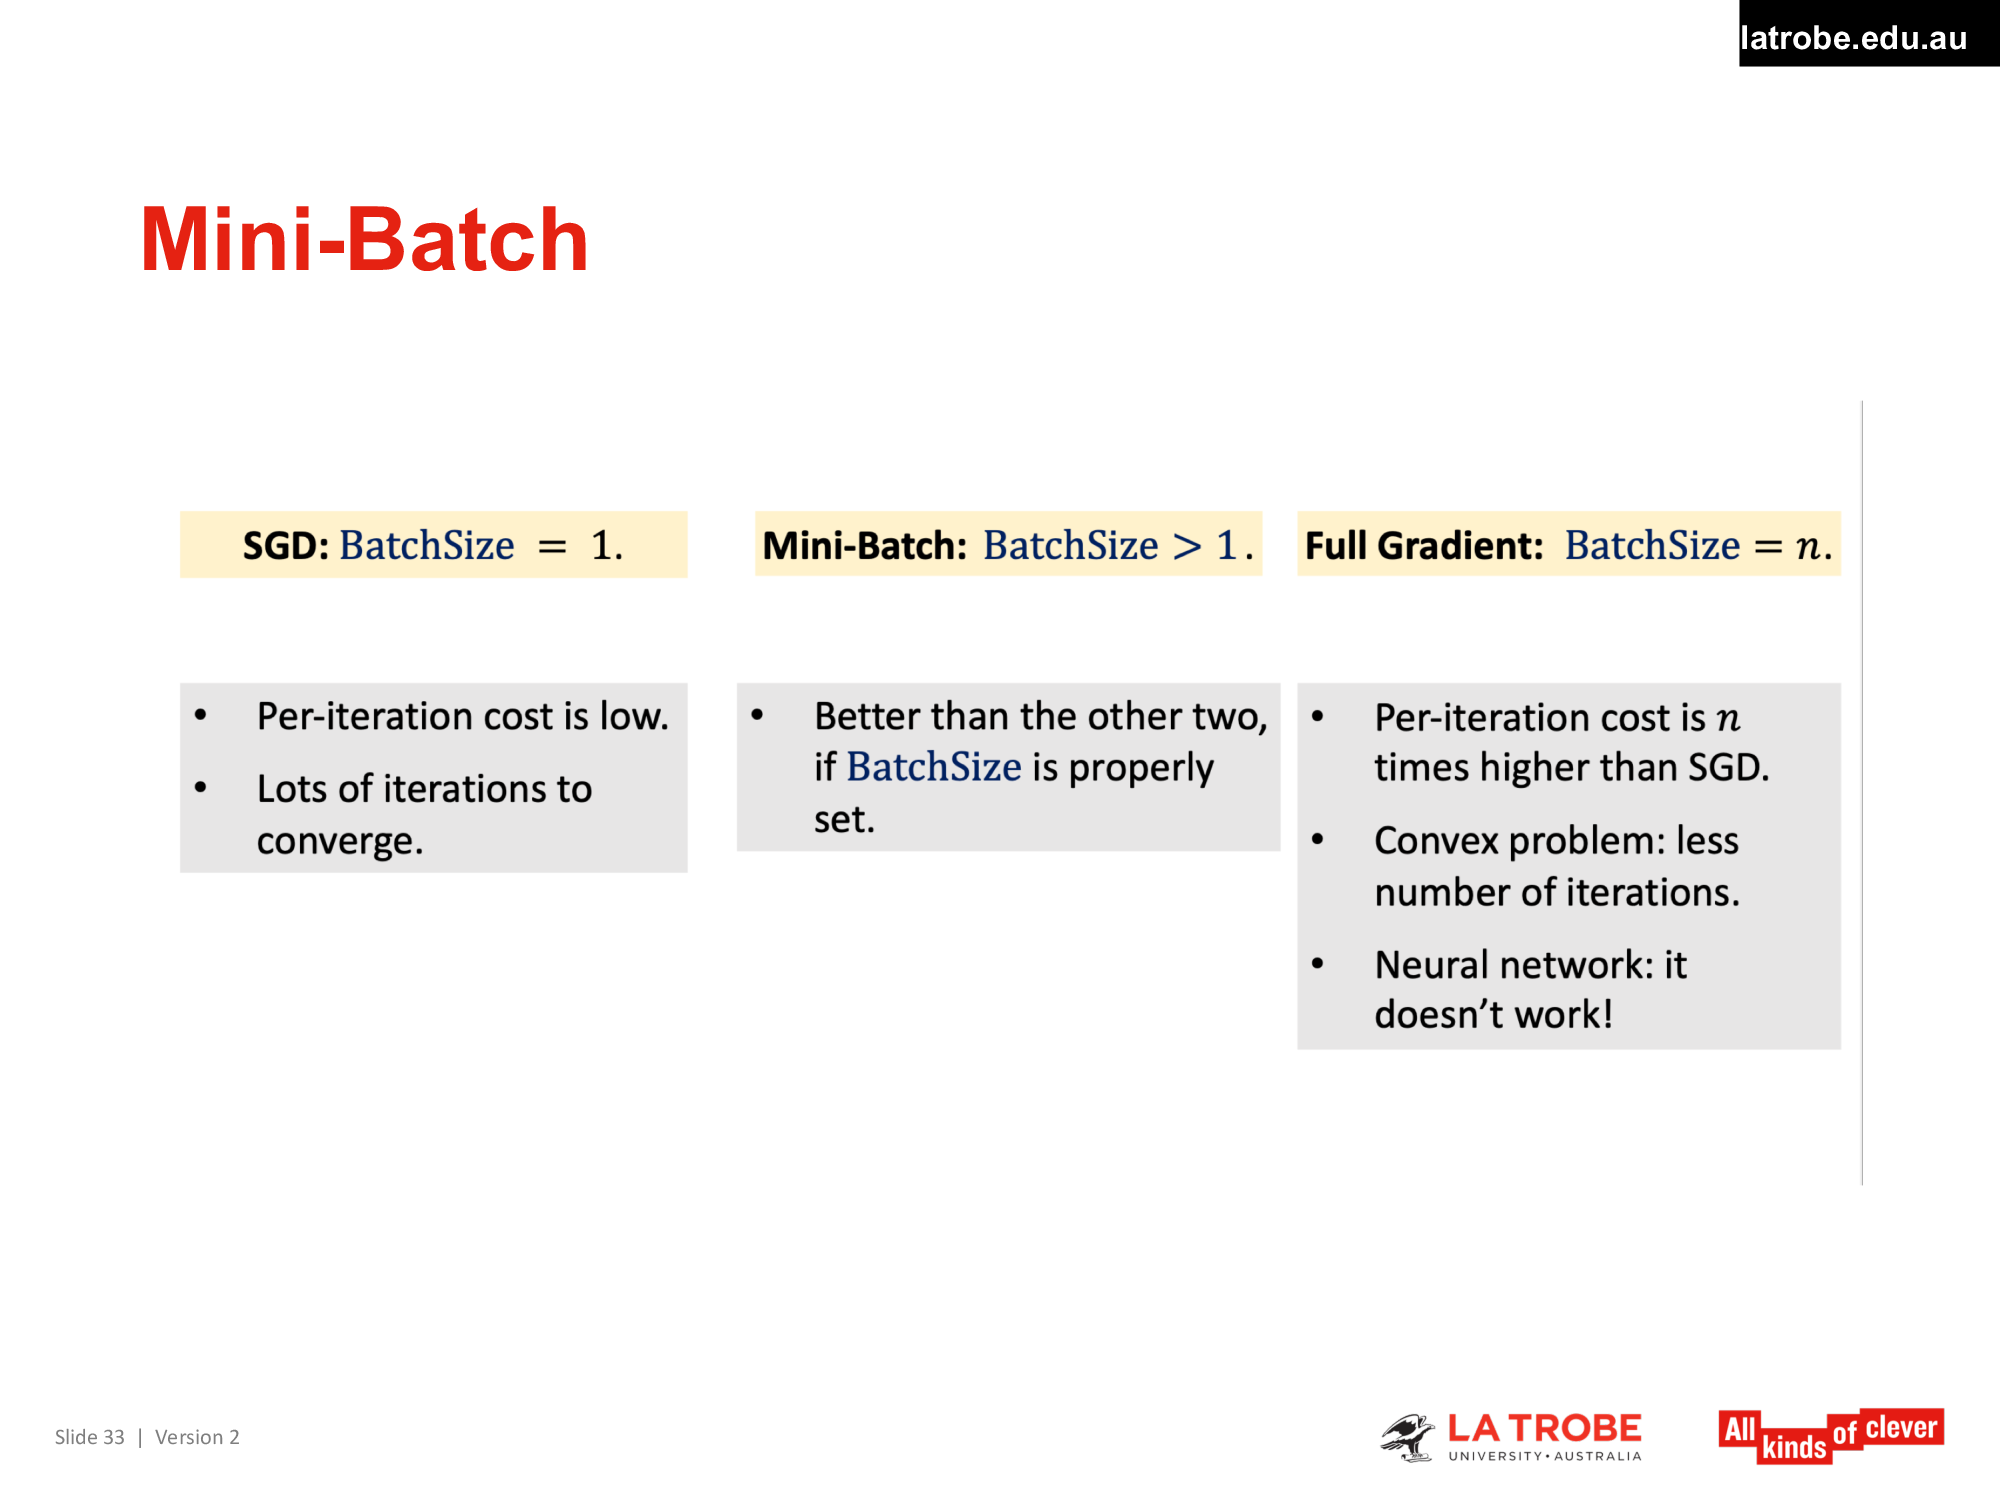 latrobe.edu.au
Mini-Batch
SGD: BatchSize = 1.
• Per-iteration cost is low.
• Lots of iterations to
converge.
Mini-Batch: BatchSize > 1.
• Better than the other two,
if BatchSize is properly
set.
Full Gradient: BatchSize = n.
• Per-iteration cost is n
times higher than SGD.
• Convex problem: less
number of iterations.
• Neural network: it
doesn’t work!
Slide 33 | Version 2
LA TROBE
UNIVERSITY • AUSTRALIA
All kinds of clever